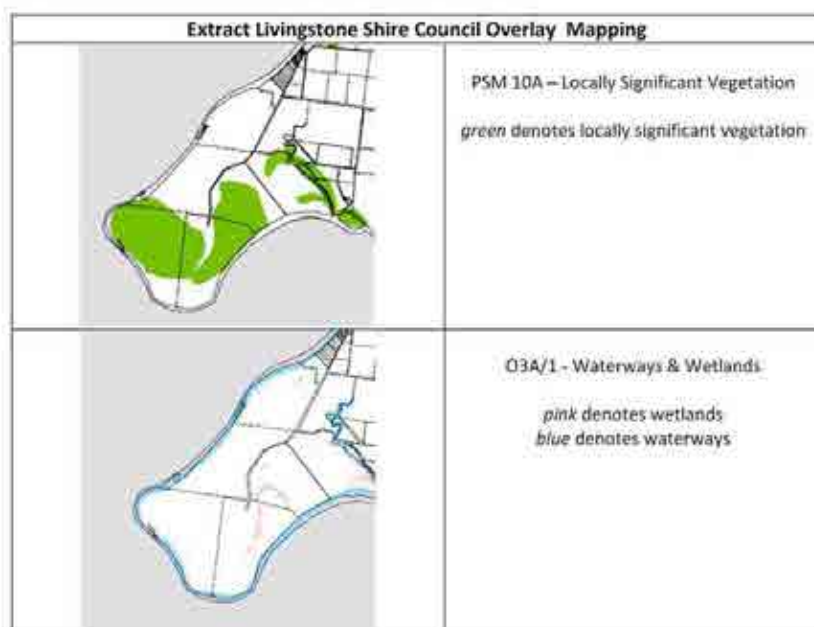 Extract Livingstone Shire Council Overlay Mapping
PSM 10A – Locally Significant Vegetation
green denotes locally significant vegetation
O3A/1 - Waterways & Wetlands
pink denotes wetlands
blue denotes waterways